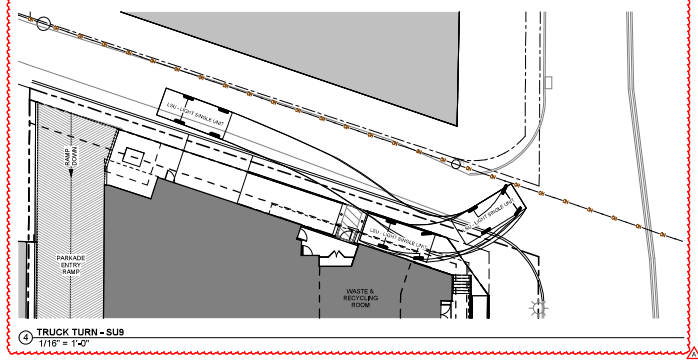 LSU - LIGHT SINGLE UNIT
RAMP
DOWN
LSU - LIGHT SINGLE UNIT
LSU - LIGHT SINGLE UNIT
PARKADE
ENTRY
RAMP
WASTE &
RECYCLING
ROOM
4
TRUCK TURN - SU9
1/16" = 1'-0"